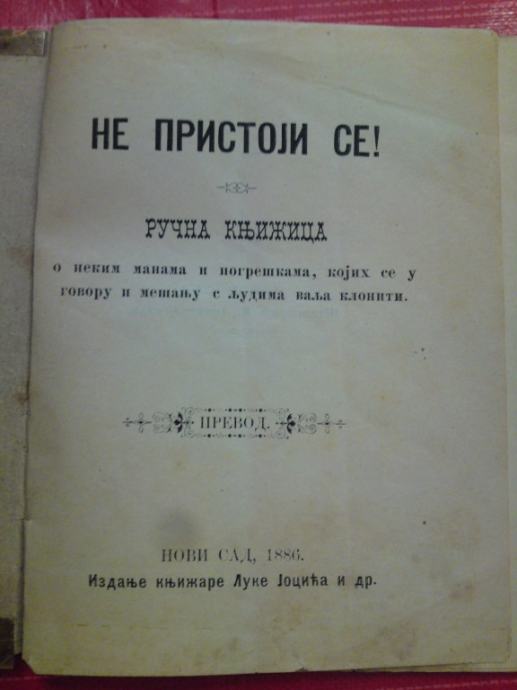 НЕ ПРИСТОЈИ СЕ!
РУЧНА КЊИЖИЦА
о неким манама и погрешкама, којих се у
говору и мешању с људима ваља клонити.
ПРЕВОД.
НОВИ САД, 1886.
Издање књижаре Луке Јоцића и др.